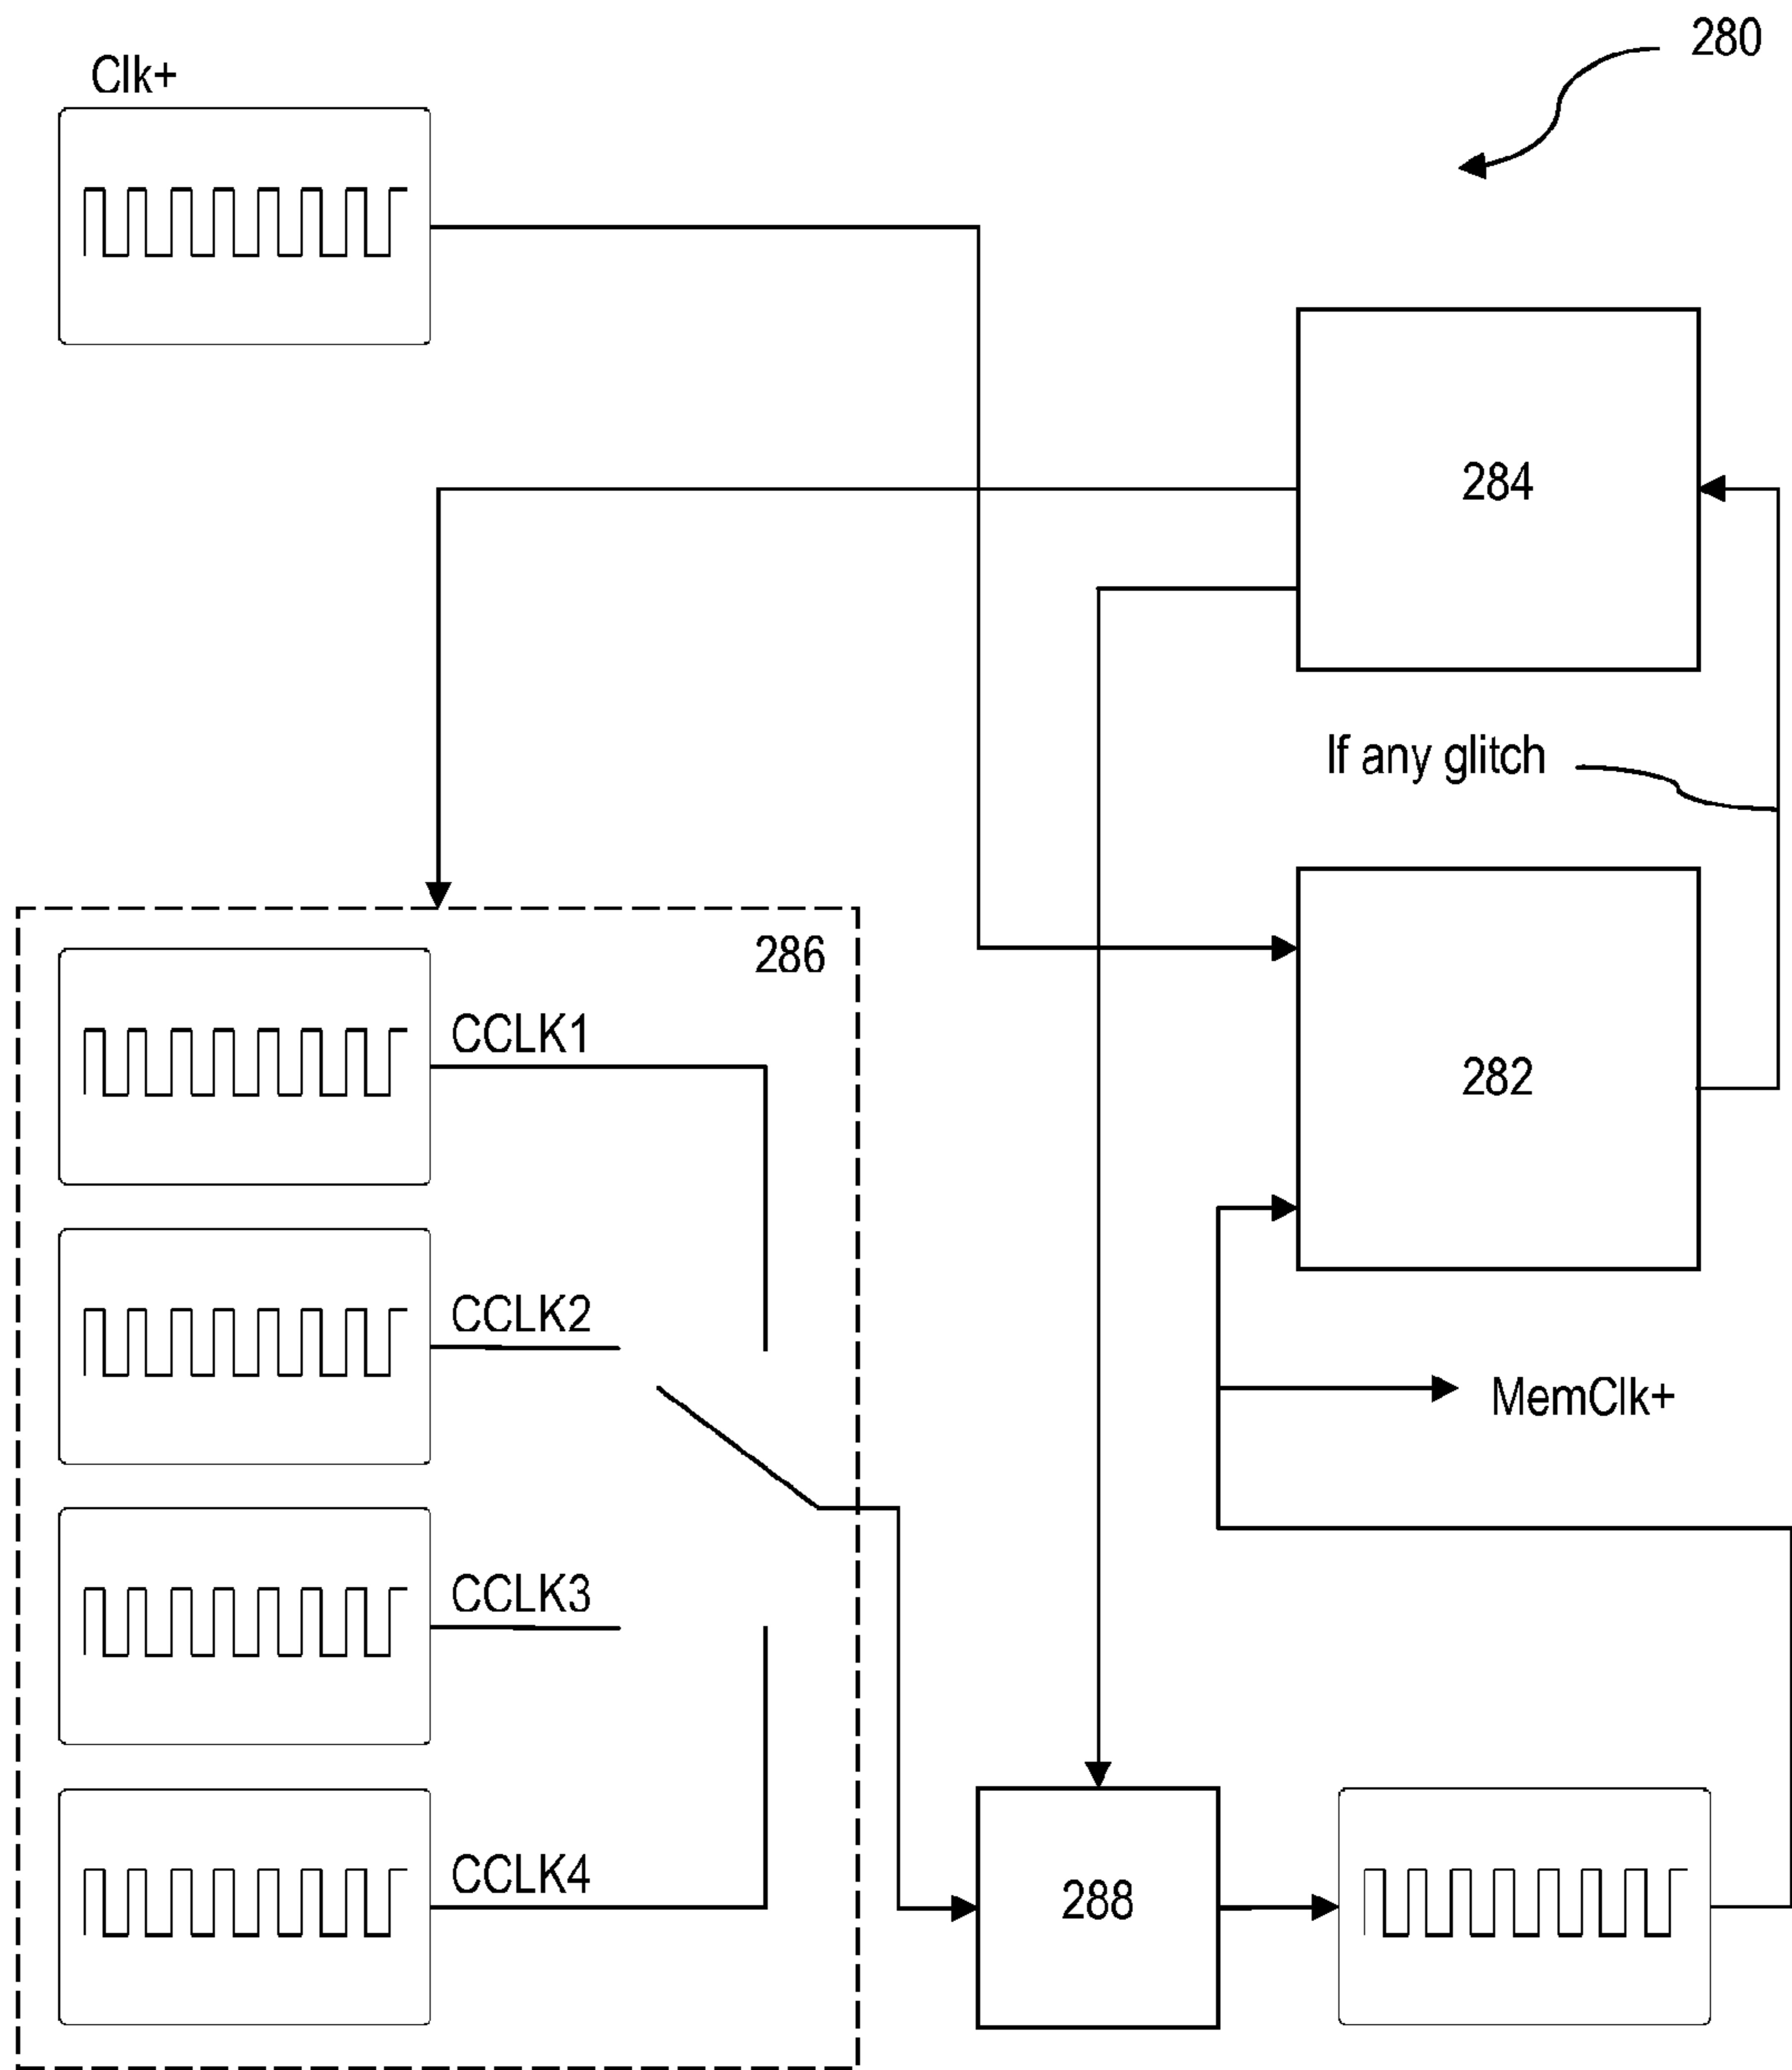 280
Clk+
284
If any glitch
286
CCLK1
282
CCLK2
MemClk+
CCLK3
CCLK4
288